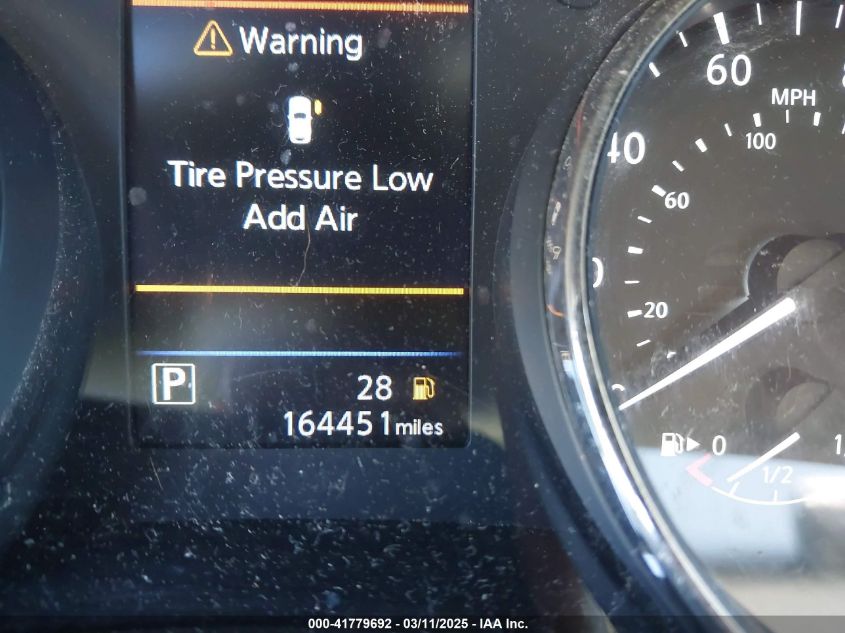 Warning
Tire Pressure Low
Add Air
P
28
164451 miles
60
MPH
100
40
60
20
0
0
1/2
000-41779692 - 03/11/2025 - IAA Inc.